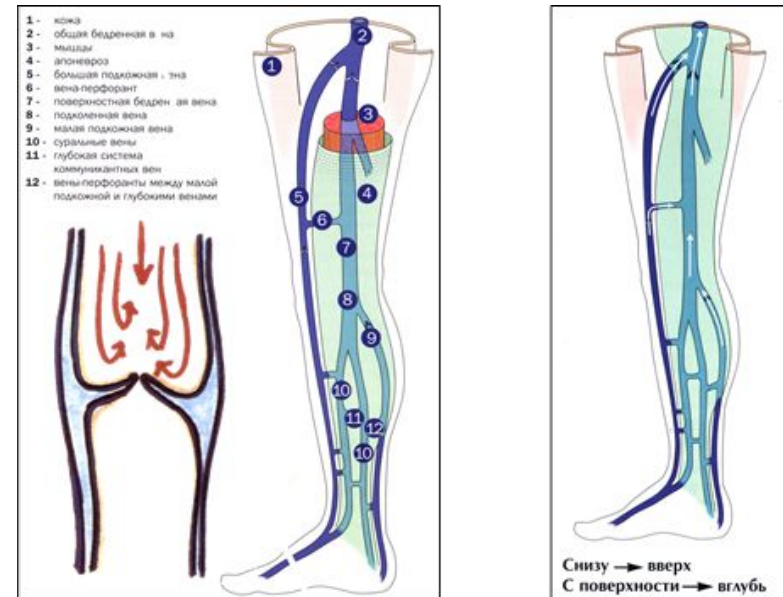 1 - кожа
2 - общая бедренная в на
3 - мышцы
4 - апоневроз
5 - большая подкожная . зна
6 - вена-перфорант
7 - поверхностная бедрен ая вена
8 - подколенная вена
9 - малая подкожная вена
10 - суральные вены
11 - глубокая система
коммуникантных вен
12 - вены-перфоранты между малой
подкожной и глубокими венами
1
2
3
4
5
6
7
8
9
10
11
12
10
Снизу → вверх
С поверхности → вглубь